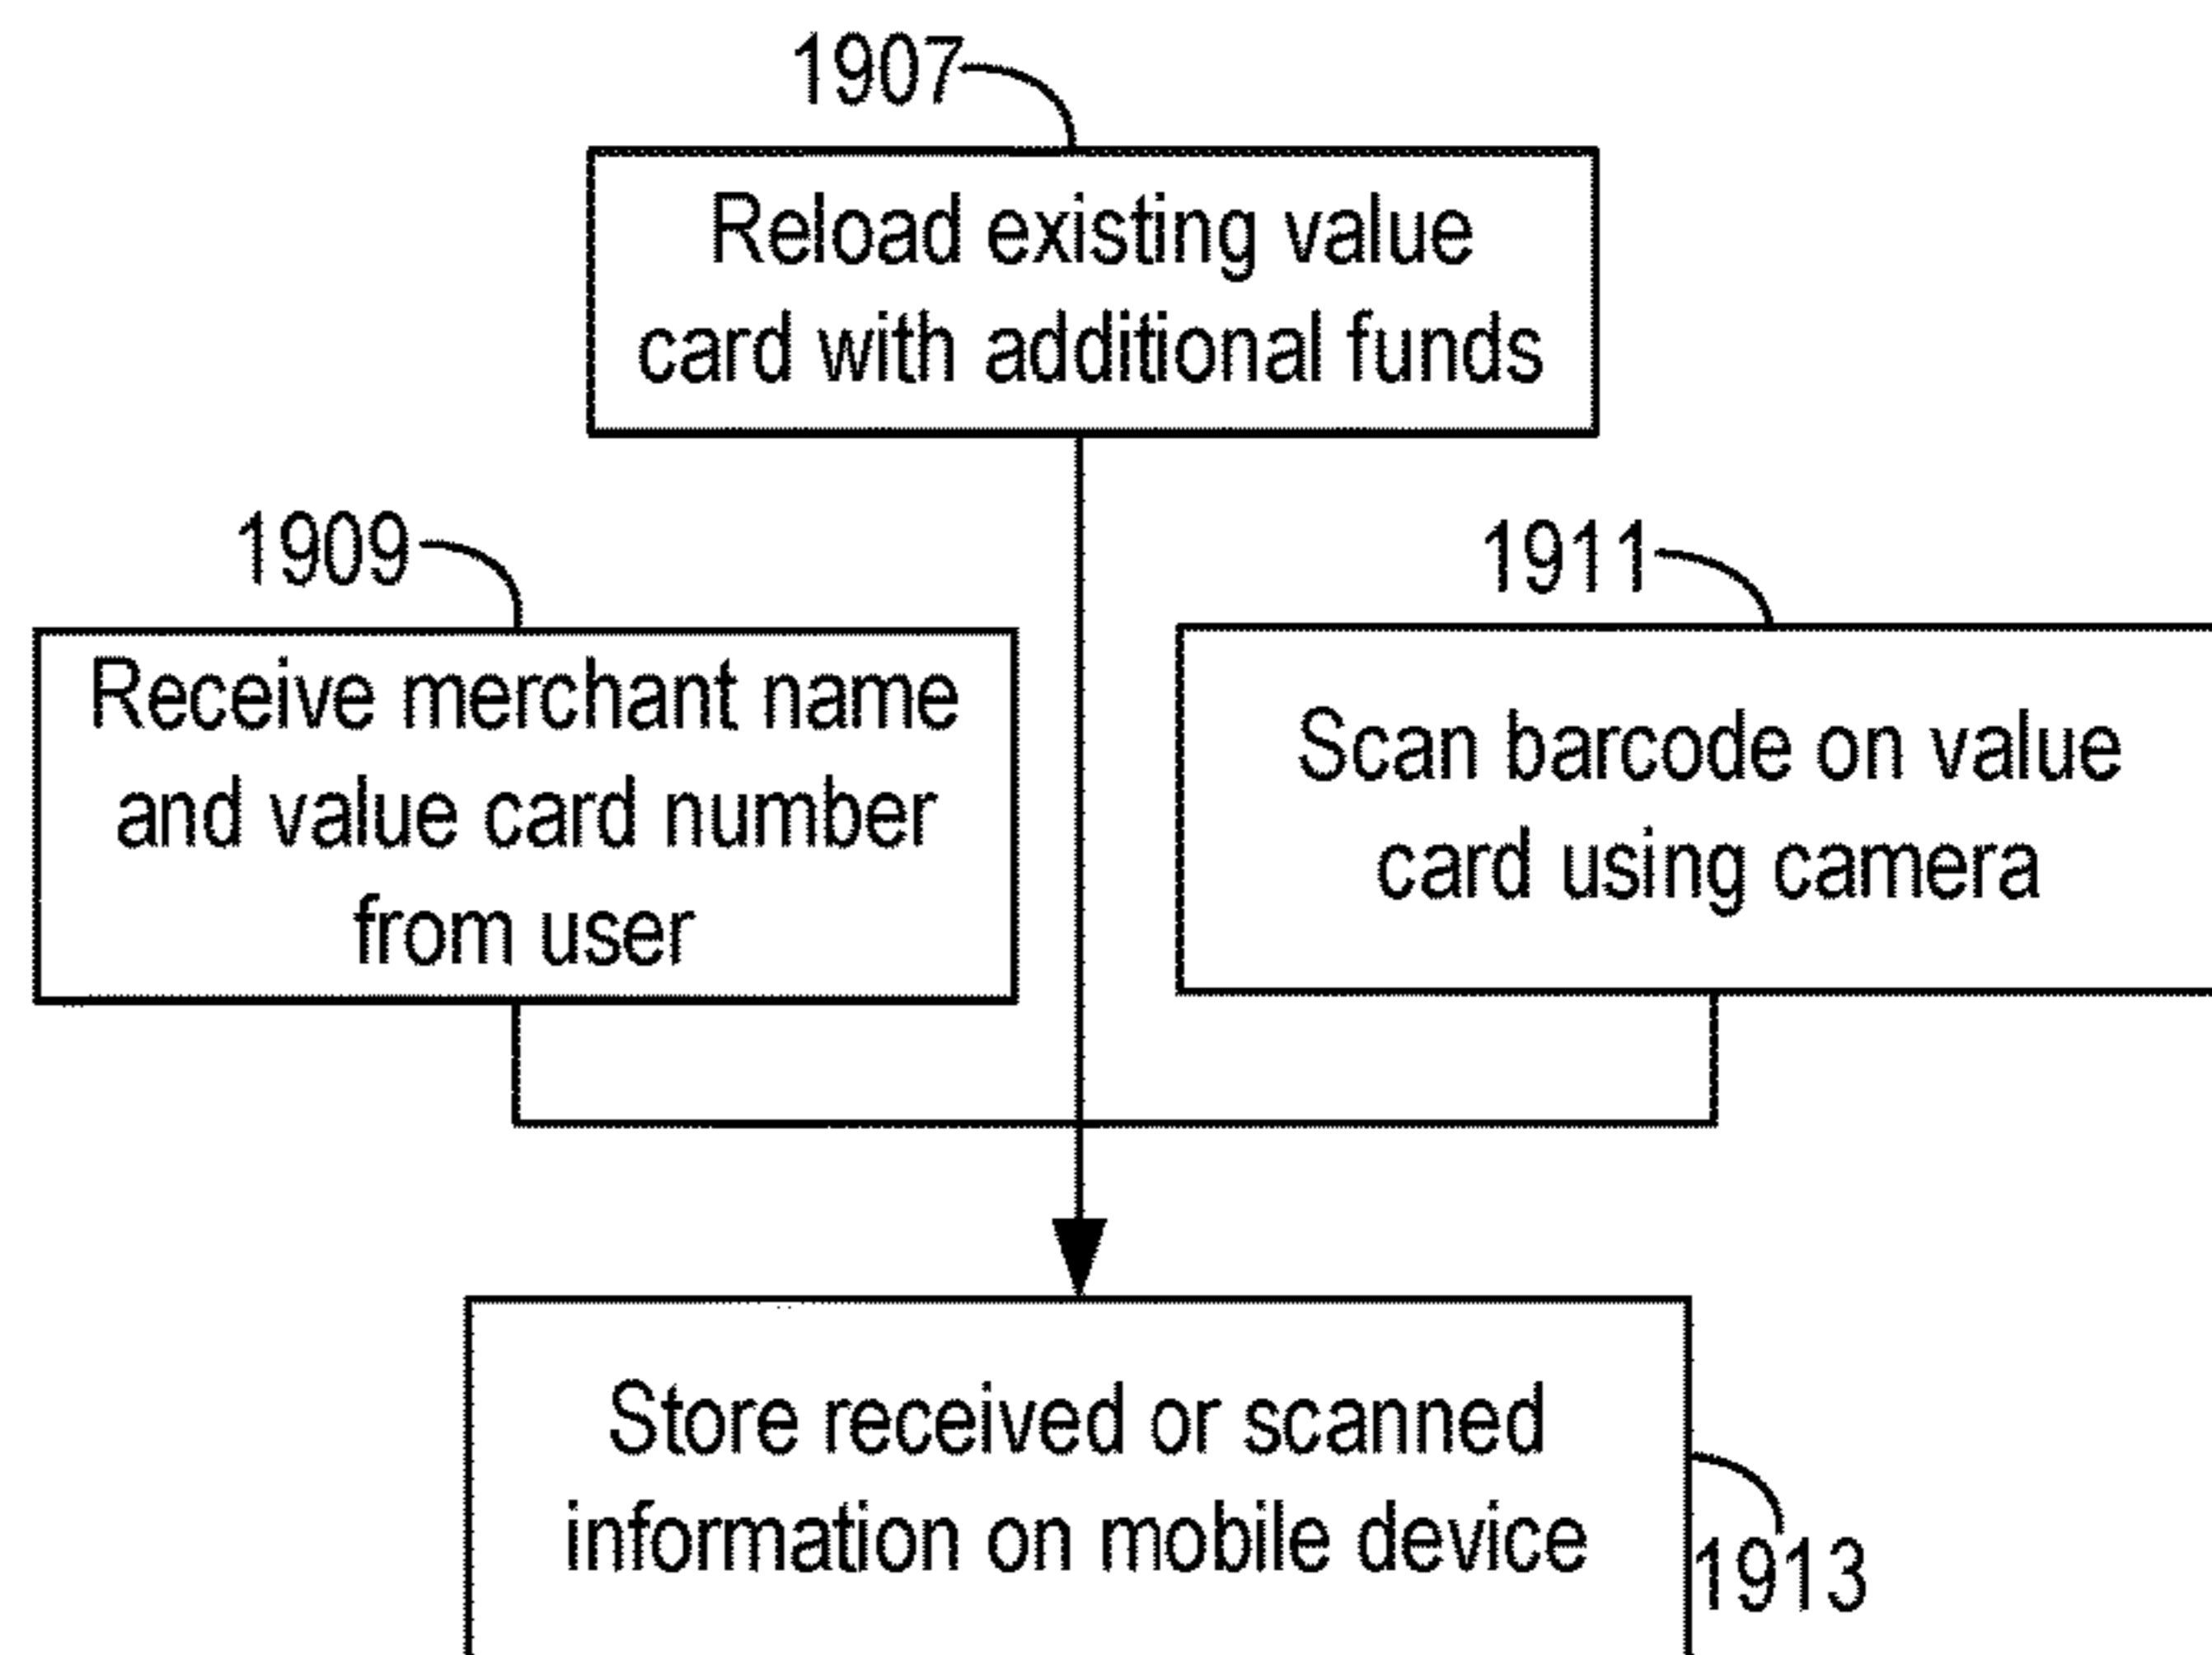 1907
Reload existing value
card with additional funds
1909
Receive merchant name
and value card number
from user
1911
Scan barcode on value
card using camera
Store received or scanned
information on mobile device
1913